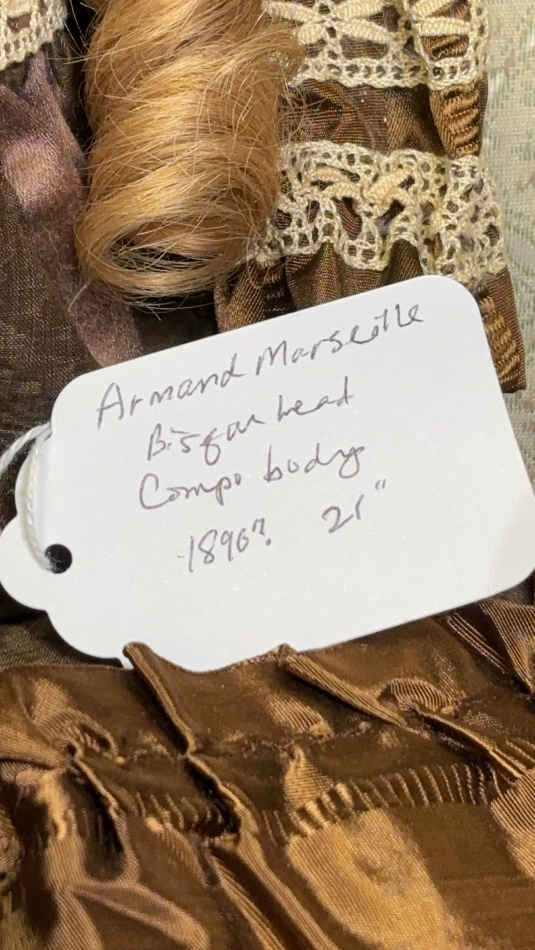 Armand Marseille
Bisque head
Compo body
1890? 21"